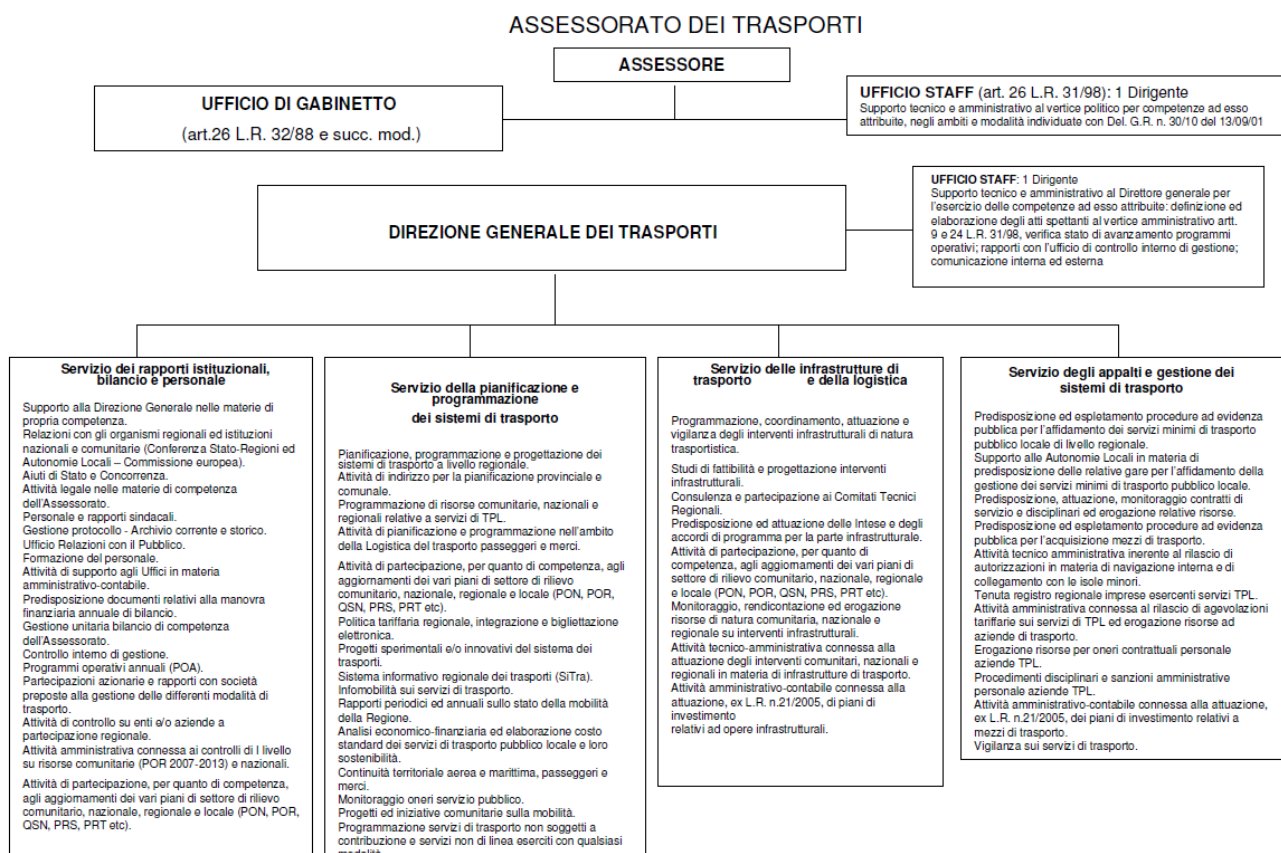 ASSESSORATO DEI TRASPORTI
ASSESSORE
UFFICIO DI GABINETTO
(art.26 L.R. 32/88 e succ. mod.)
UFFICIO STAFF (art. 26 L.R. 31/98): 1 Dirigente
Supporto tecnico e amministrativo al vertice politico per competenze ad esso
attribuite, negli ambiti e modalità individuate con Del. G.R. n. 30/10 del 13/09/01
UFFICIO STAFF: 1 Dirigente
Supporto tecnico e amministrativo al Direttore generale per
l'esercizio delle competenze ad esso attribuite: definizione ed
elaborazione degli atti spettanti al vertice amministrativo artt.
9 e 24 L.R. 31/98, verifica stato di avanzamento programmi
operativi; rapporti con l'ufficio di controllo interno di gestione;
comunicazione interna ed esterna
DIREZIONE GENERALE DEI TRASPORTI
Servizio dei rapporti istituzionali,
bilancio e personale
Supporto alla Direzione Generale nelle materie di
propria competenza.
Relazioni con gli organismi regionali ed istituzioni
nazionali e comunitarie (Conferenza Stato-Regioni ed
Autonomie Locali – Commissione europea).
Aiuti di Stato e Concorrenza.
Attività legale nelle materie di competenza
dell'Assessorato.
Personale e rapporti sindacali.
Gestione protocollo - Archivio corrente e storico.
Ufficio Relazioni con il Pubblico.
Formazione del personale.
Attività di supporto agli Uffici in materia
amministrativo-contabile.
Predisposizione documenti relativi alla manovra
finanziaria annuale di bilancio.
Gestione unitaria bilancio di competenza
dell'Assessorato.
Controllo interno di gestione.
Programmi operativi annuali (POA).
Partecipazioni azionarie e rapporti con società
preposte alla gestione delle differenti modalità di
trasporto.
Attività di controllo su enti e/o aziende a
partecipazione regionale.
Attività amministrativa connessa ai controlli di I livello
su risorse comunitarie (POR 2007-2013) e nazionali.
Attività di partecipazione, per quanto di competenza,
agli aggiornamenti dei vari piani di settore di rilievo
comunitario, nazionale, regionale e locale (PON, POR,
QSN, PRS, PRT etc).
Servizio della pianificazione e
programmazione
dei sistemi di trasporto
Pianificazione, programmazione e progettazione dei
sistemi di trasporto a livello regionale.
Attività di indirizzo per la pianificazione provinciale e
comunale.
Programmazione di risorse comunitarie, nazionali e
regionali relative a servizi di TPL.
Attività di pianificazione e programmazione nell'ambito
della Logistica del trasporto passeggeri e merci.
Attività di partecipazione, per quanto di competenza, agli
aggiornamenti dei vari piani di settore di rilievo
comunitario, nazionale, regionale e locale (PON, POR,
QSN, PRS, PRT etc).
Politica tariffaria regionale, integrazione e bigliettazione
elettronica.
Progetti sperimentali e/o innovativi del sistema dei
trasporti.
Sistema informativo regionale dei trasporti (SiTra).
Infomobilità sui servizi di trasporto.
Rapporti periodici ed annuali sullo stato della mobilità
della Regione.
Analisi economico-finanziaria ed elaborazione costo
standard dei servizi di trasporto pubblico locale e loro
sostenibilità.
Continuità territoriale aerea e marittima, passeggeri e
merci.
Monitoraggio oneri servizio pubblico.
Progetti ed iniziative comunitarie sulla mobilità.
Programmazione servizi di trasporto non soggetti a
contribuzione e servizi non di linea eserciti con qualsiasi
Servizio delle infrastrutture di
trasporto e della logistica
Programmazione, coordinamento, attuazione e
vigilanza degli interventi infrastrutturali di natura
trasportistica.
Studi di fattibilità e progettazione interventi
infrastrutturali.
Consulenza e partecipazione ai Comitati Tecnici
Regionali.
Predisposizione ed attuazione delle Intese e degli
accordi di programma per la parte infrastrutturale.
Attività di partecipazione, per quanto di
competenza, agli aggiornamenti dei vari piani di
settore di rilievo comunitario, nazionale, regionale
e locale (PON, POR, QSN, PRS, PRT etc).
Monitoraggio, rendicontazione ed erogazione
risorse di natura comunitaria, nazionale e
regionale su interventi infrastrutturali.
Attività tecnico-amministrativa connessa alla
attuazione degli interventi comunitari, nazionali e
regionali in materia di infrastrutture di trasporto.
Attività amministrativo-contabile connessa alla
attuazione, ex L.R. n.21/2005, di piani di
investimento
relativi ad opere infrastrutturali.
Servizio degli appalti e gestione dei
sistemi di trasporto
Predisposizione ed espletamento procedure ad evidenza
pubblica per l'affidamento dei servizi minimi di trasporto
pubblico locale di livello regionale.
Supporto alle Autonomie Locali in materia di
predisposizione delle relative gare per l'affidamento della
gestione dei servizi minimi di trasporto pubblico locale.
Predisposizione, attuazione, monitoraggio contratti di
servizio e disciplinari ed erogazione relative risorse.
Predisposizione ed espletamento procedure ad evidenza
pubblica per l'acquisizione mezzi di trasporto.
Attività tecnico amministrativa inerente al rilascio di
autorizzazioni in materia di navigazione interna e di
collegamento con le isole minori.
Tenuta registro regionale imprese esercenti servizi TPL.
Attività amministrativa connessa al rilascio di agevolazioni
tariffarie sui servizi di TPL ed erogazione risorse ad
aziende di trasporto.
Erogazione risorse per oneri contrattuali personale
aziende TPL.
Procedimenti disciplinari e sanzioni amministrative
personale aziende TPL.
Attività amministrativo-contabile connessa alla attuazione,
ex L.R. n.21/2005, dei piani di investimento relativi a
mezzi di trasporto.
Vigilanza sui servizi di trasporto.